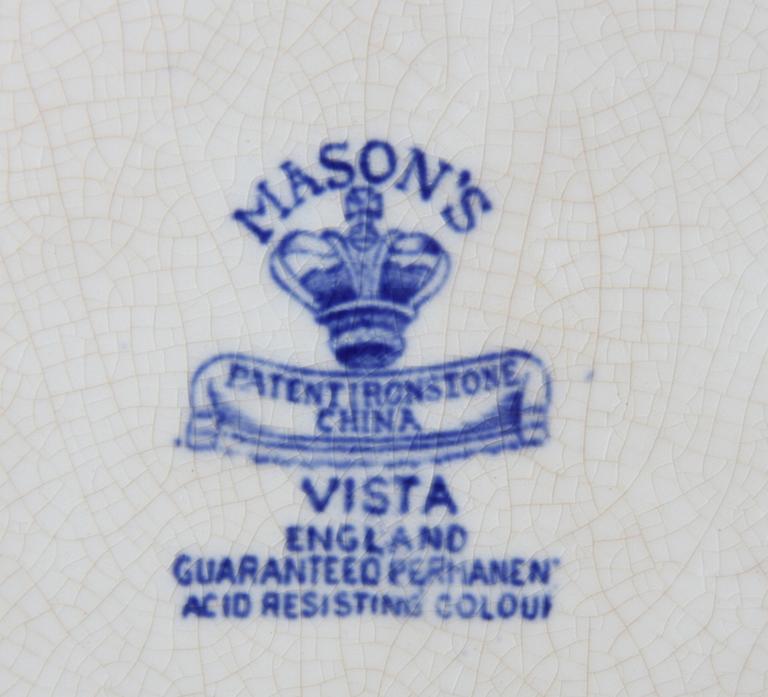 MASON'S
PATENT IRONSTONE
CHINA
VISTA
ENGLAND
GUARANTEED PERMANENT
ACID RESISTING COLOUR